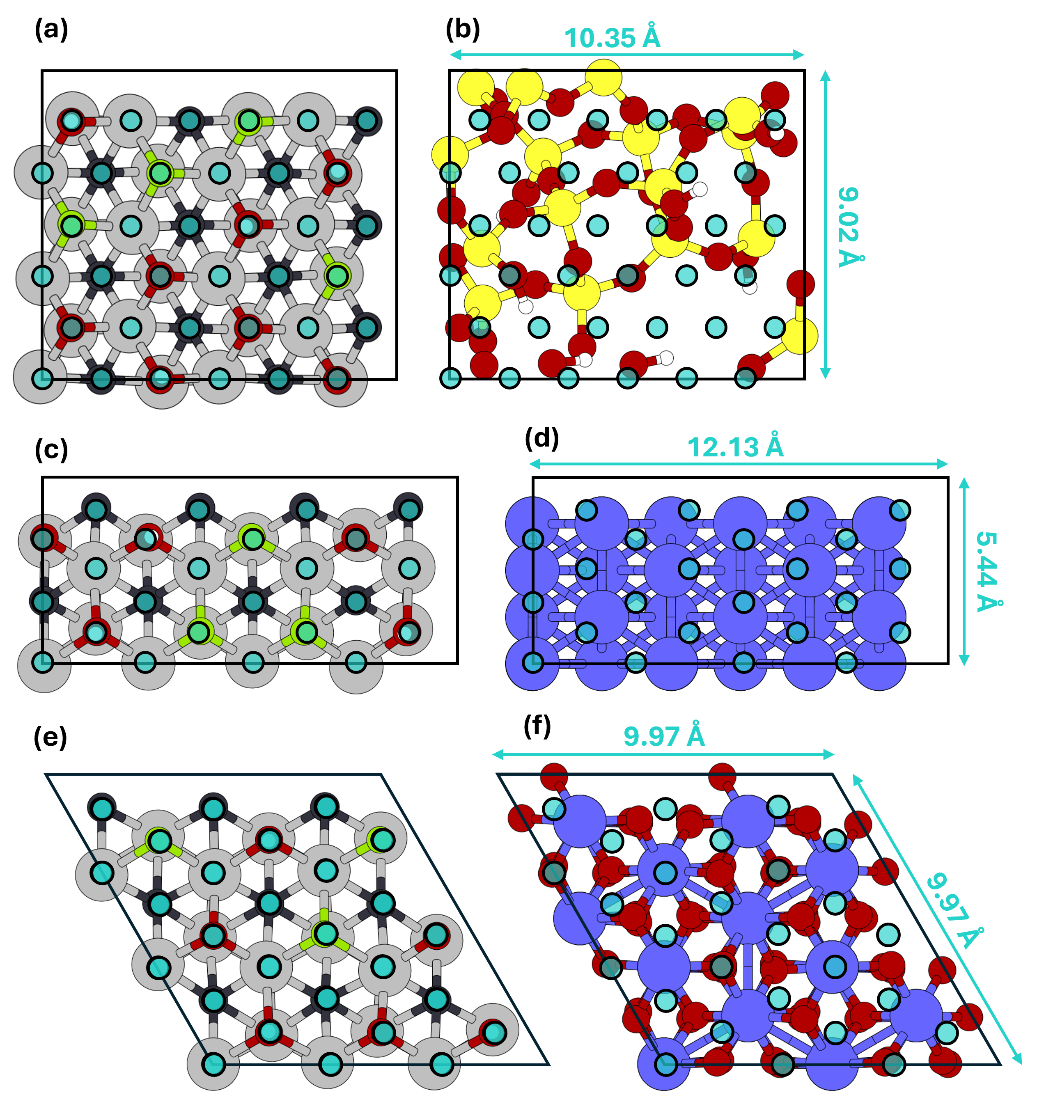 (a)
(b)
10.35 Å
9.02 Å
(c)
(d)
12.13 Å
5.44 Å
(e)
(f)
9.97 Å
9.97 Å